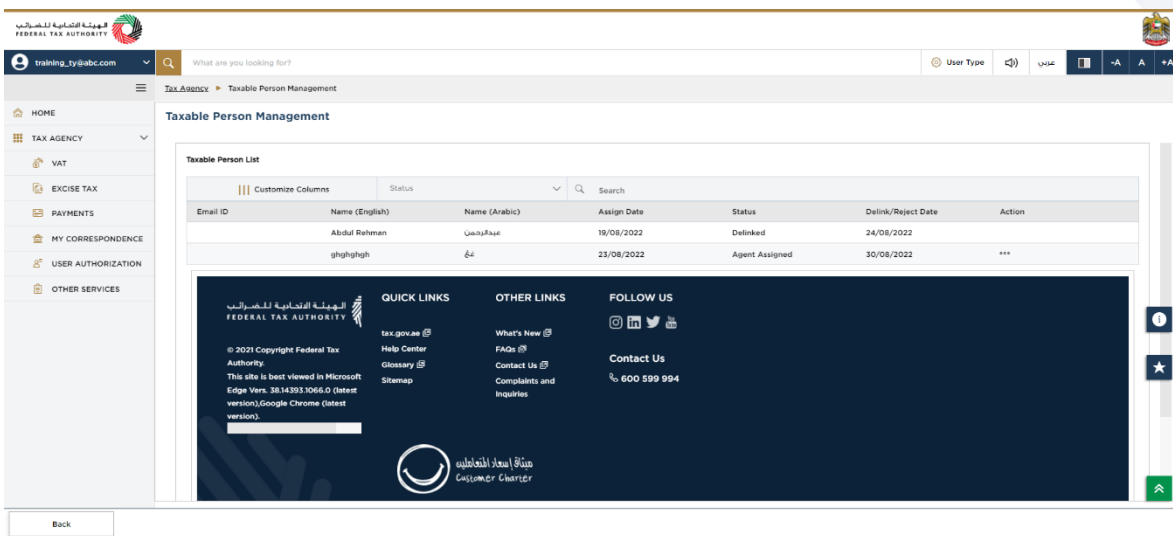 الهيئة الاتحادية للضرائب
FEDERAL TAX AUTHORITY
training_ty@abc.com
What are you looking for?
User Type
عربي
-A
A
+A
Tax Agency ▶ Taxable Person Management
HOME
TAX AGENCY
VAT
EXCISE TAX
PAYMENTS
MY CORRESPONDENCE
USER AUTHORIZATION
OTHER SERVICES
Taxable Person Management
Taxable Person List
Customize Columns Status Search
Email ID Name (English) Name (Arabic) Assign Date Status Delink/Reject Date Action
Abdul Rehman عبدالرحمن 19/08/2022 Delinked 24/08/2022
ghghghgh 23/08/2022 Agent Assigned 30/08/2022 ***
الهيئة الاتحادية للضرائب
FEDERAL TAX AUTHORITY
© 2021 Copyright Federal Tax
Authority.
This site is best viewed in Microsoft
Edge Vers. 38.14393.1066.0 (latest
version),Google Chrome (latest
version).
QUICK LINKS
tax.gov.ae
Help Center
Glossary
Sitemap
OTHER LINKS
What's New
FAQs
Contact Us
Complaints and
Inquiries
FOLLOW US
Contact Us
600 599 994
ميثاق إسعاد المتعاملين
Customer Charter
Back